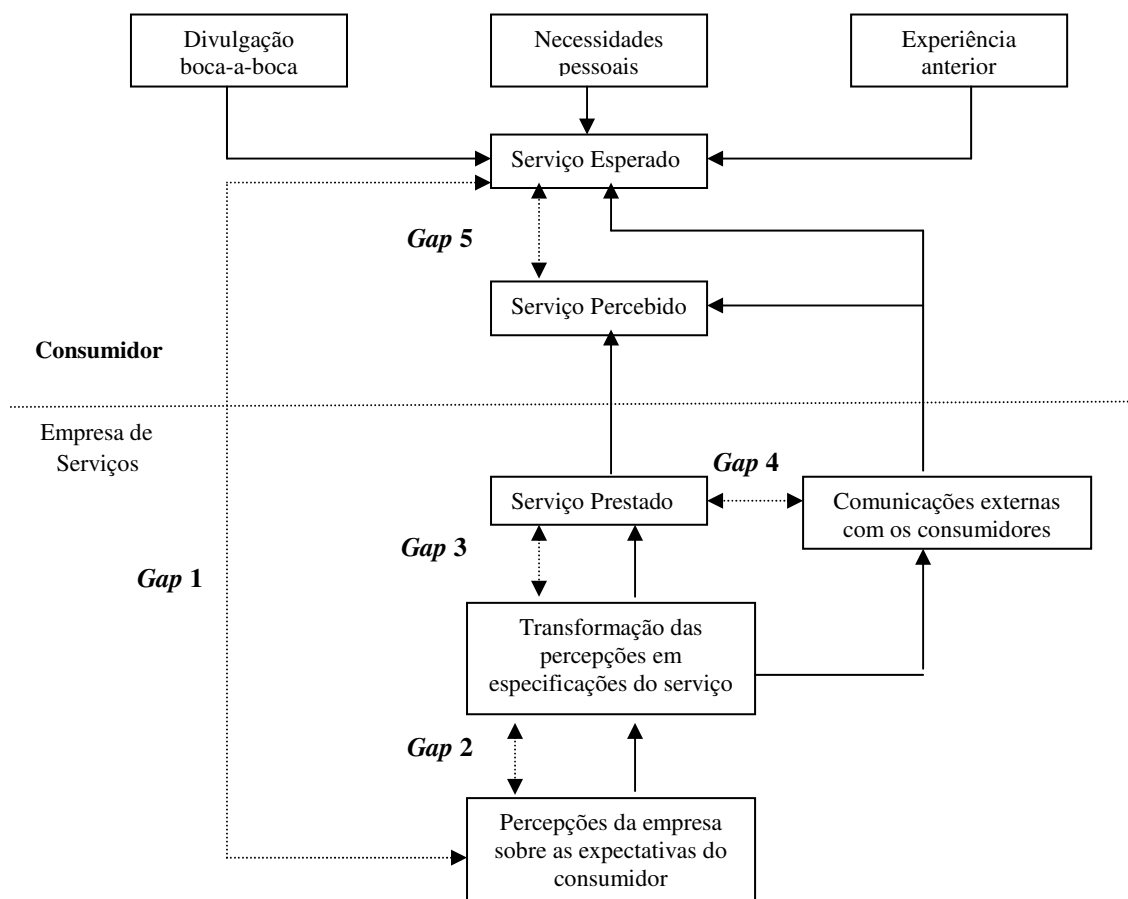 Divulgação
boca-a-boca
Necessidades
pessoais
Experiência
anterior
Serviço Esperado
Gap 5
Serviço Percebido
Consumidor
Empresa de
Serviços
Gap 4
Serviço Prestado
Comunicações externas
com os consumidores
Gap 3
Gap 1
Transformação das
percepções em
especificações do serviço
Gap 2
Percepções da empresa
sobre as expectativas do
consumidor